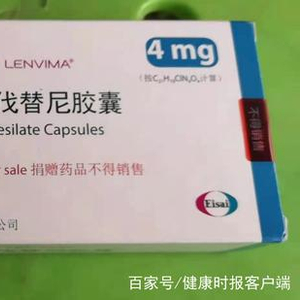 LENVIMA®
4 mg
伐替尼胶囊
(按C₂₁H₁₉ClN₄O₄计算)
esilate Capsules
不得销售
sale 捐赠药品不得销售
公司
Eisai
百家号/健康时报客户端